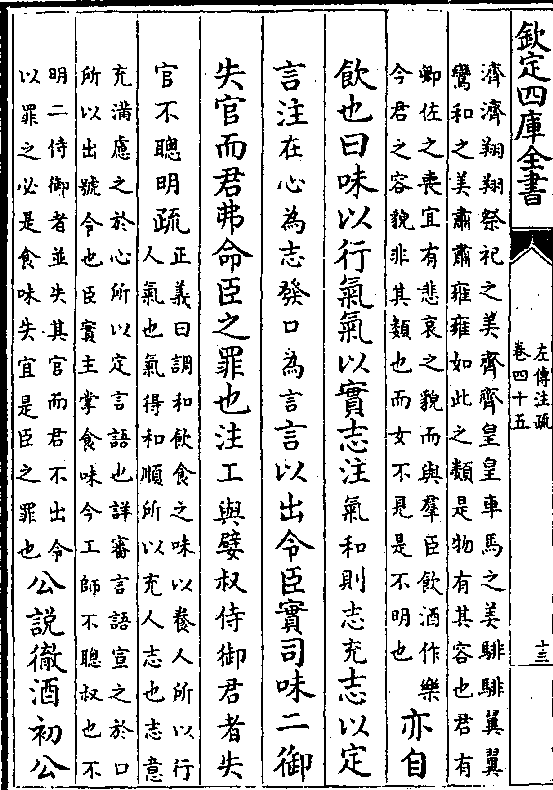 欽定四庫全書
左傳注疏
卷四十五
十三
濟濟翔翔祭祀之美齊齊皇皇車馬之美騑騑翼翼
鸞和之美肅肅雍雍如此之類是物有其容也君有
卿佐之喪宜有悲哀之貌而與羣臣飲酒作樂
今君之容貌非其類也而女不見是不明也
亦自
飲也曰味以行氣氣以實志注氣和則志充志以定
言注在心為志發口為言言以出令臣實司味二御
失官而君弗命臣之罪也注工與嬖叔侍御君者失
官不聰明疏
正義曰調和飲食之味以養人所以行
人氣也氣得和順所以充人志也志意
充滿慮之於心所以定言語也詳審言語宣之於口
所以出號令也臣實主掌食味今工師不聰叔也不
明二侍御者並失其官而君不出令
以罪之必是食味失宜是臣之罪也
公說徹酒初公